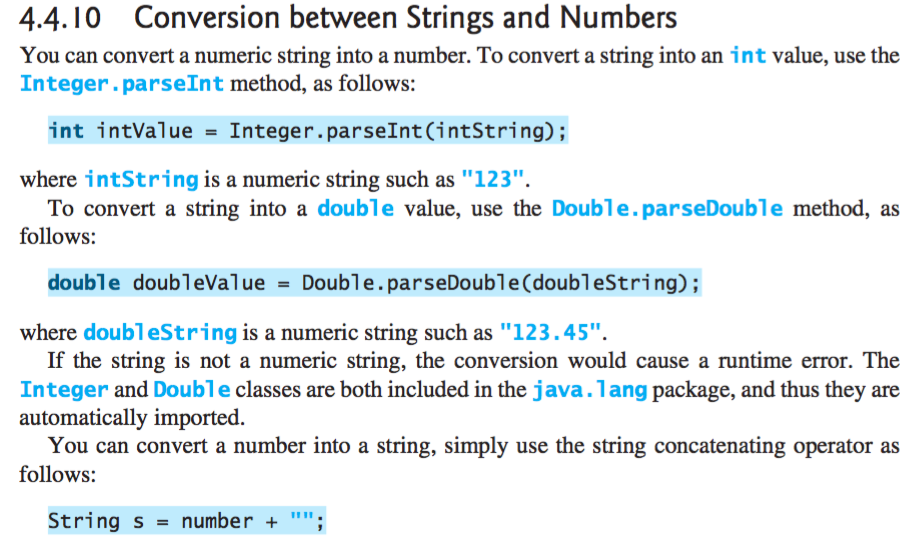 4.4.10 Conversion between Strings and Numbers
You can convert a numeric string into a number. To convert a string into an int value, use the
Integer.parseInt method, as follows:
int intValue = Integer.parseInt(intString);
where intString is a numeric string such as "123".
To convert a string into a double value, use the Double.parseDouble method, as
follows:
double doubleValue = Double.parseDouble(doubleString);
where doubleString is a numeric string such as "123.45".
If the string is not a numeric string, the conversion would cause a runtime error. The
Integer and Double classes are both included in the java.lang package, and thus they are
automatically imported.
You can convert a number into a string, simply use the string concatenating operator as
follows:
String s = number + "";